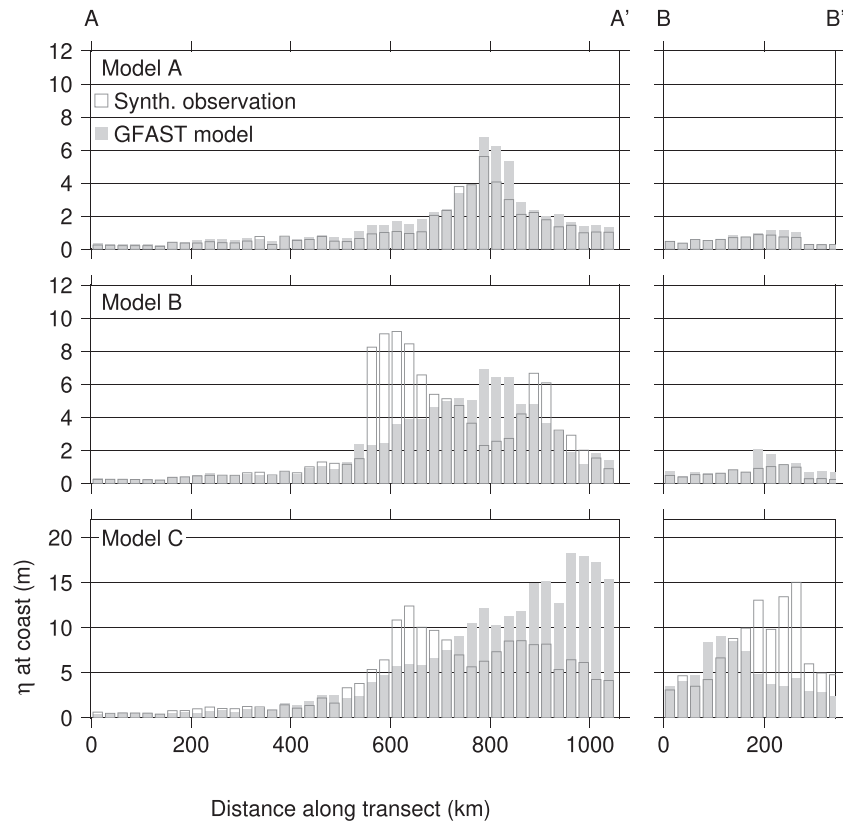 A A’ B B’
12
10
8
6
4
2
0
Model A
Synth. observation
GFAST model
12
10
8
6
4
2
0
Model B
20
15
10
5
0
Model C
η at coast (m)
0 200 400 600 800 1000 0 200
Distance along transect (km)